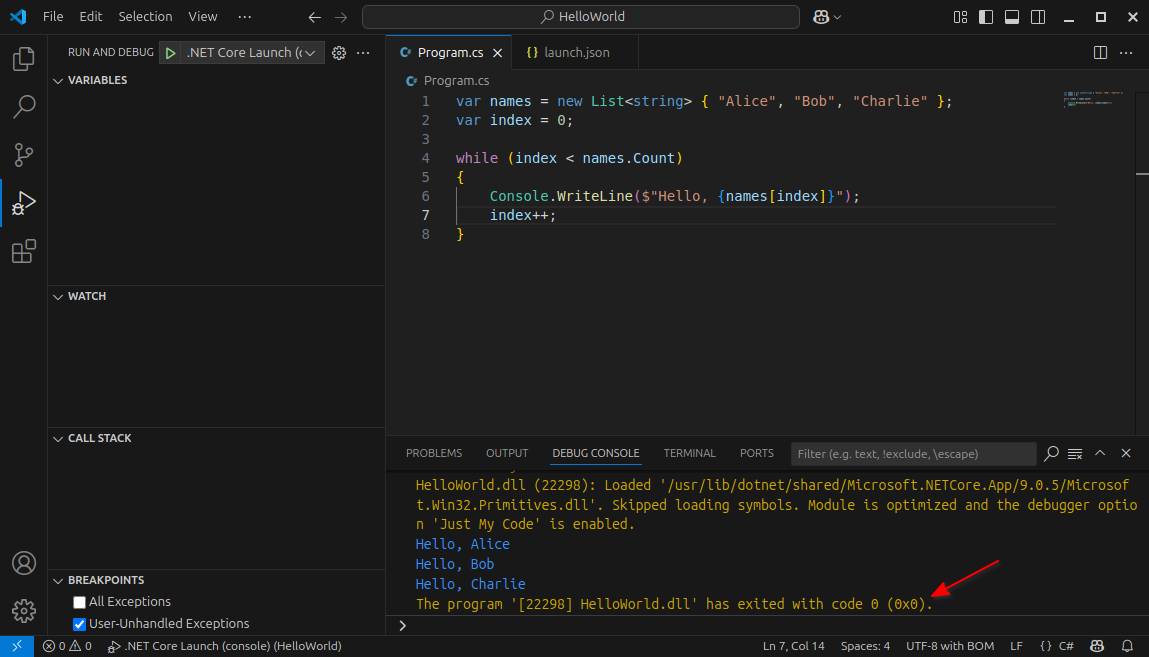 File Edit Selection View ··· HelloWorld
RUN AND DEBUG .NET Core Launch (c
VARIABLES
WATCH
CALL STACK
BREAKPOINTS
All Exceptions
User-Unhandled Exceptions
Program.cs launch.json
Program.cs
1 var names = new List<string> { "Alice", "Bob", "Charlie" };
2 var index = 0;
3
4 while (index < names.Count)
5 {
6 Console.WriteLine($"Hello, {names[index]}");
7 index++;
8 }
PROBLEMS OUTPUT DEBUG CONSOLE TERMINAL PORTS Filter (e.g. text, !exclude, \escape)
HelloWorld.dll (22298): Loaded '/usr/lib/dotnet/shared/Microsoft.NETCore.App/9.0.5/Microsof
t.Win32.Primitives.dll'. Skipped loading symbols. Module is optimized and the debugger optio
n 'Just My Code' is enabled.
Hello, Alice
Hello, Bob
Hello, Charlie
The program '[22298] HelloWorld.dll' has exited with code 0 (0x0).
0 0 .NET Core Launch (console) (HelloWorld) Ln 7, Col 14 Spaces: 4 UTF-8 with BOM LF {} C#